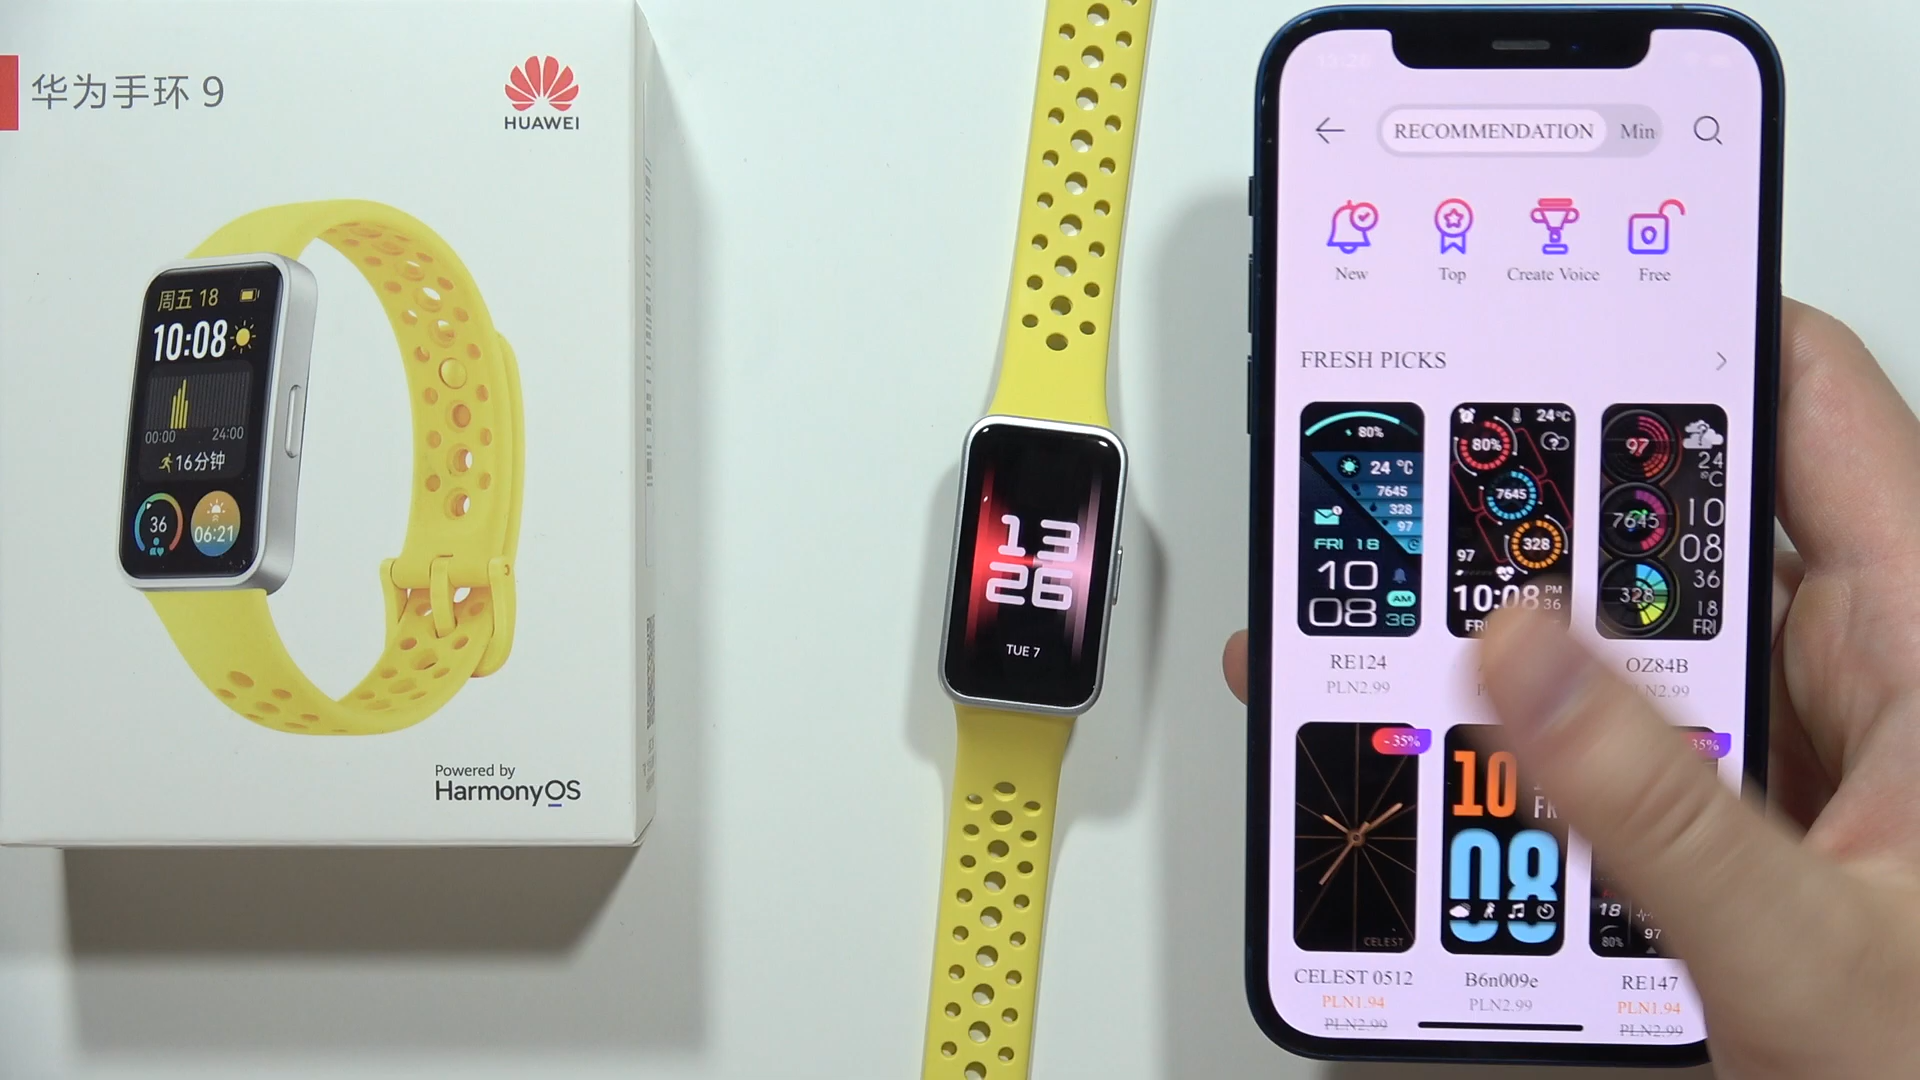 华为手环 9
HUAWEI
周五 18
10:08
00:00 24:00
16分钟
36
06:21
Powered by
HarmonyOS
13
26
TUE 7
RECOMMENDATION
Min
New
Top
Create Voice
Free
FRESH PICKS
80%
24 °C
7645
328
97
FRI 18
10
08
AM
36
RE124
PLN2.99
24°C
80%
7645
328
97
10:08
PM
36
97
24
°C
7645
10
08
36
328
18
FRI
OZ84B
-35%
CELEST
CELEST 0512
PLN1.94
PLN2.99
10
FR
08
B6n009e
PLN2.99
35%
18
97
80%
RE147
PLN1.94
PLN2.99